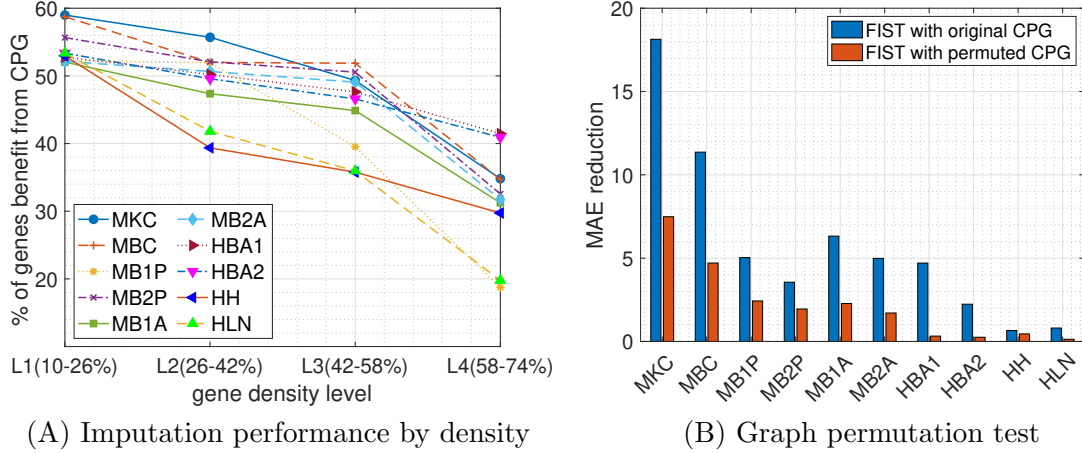 % of genes benefit from CPG
60
50
40
30
20
MKC
MBC
MB1P
MB2P
MB1A
MB2A
HBA1
HBA2
HH
HLN
L1(10-26%)
L2(26-42%)
L3(42-58%)
L4(58-74%)
gene density level
(A) Imputation performance by density
MAE reduction
20
15
10
5
0
FIST with original CPG
FIST with permuted CPG
MKC
MBC
MB1P
MB2P
MB1A
MB2A
HBA1
HBA2
HH
HLN
(B) Graph permutation test